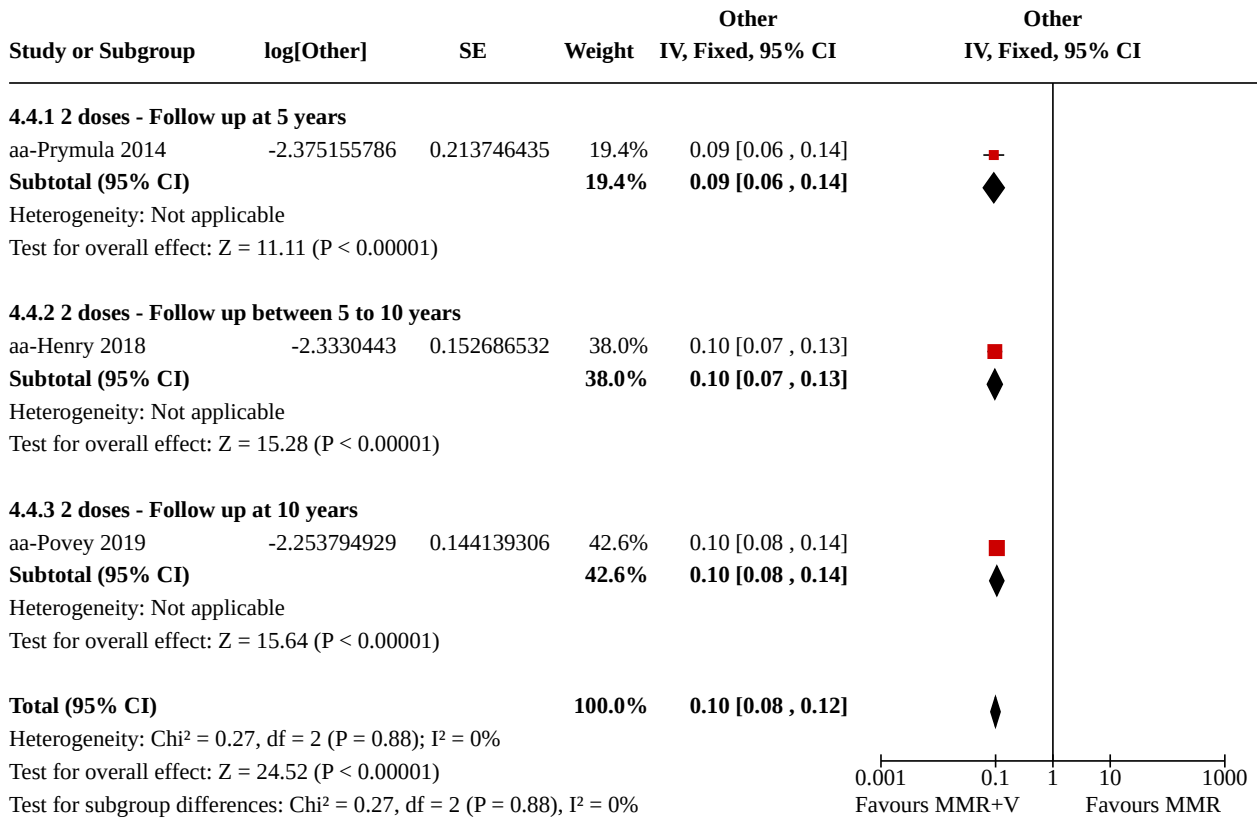 Other Other
Study or Subgroup log[Other] SE Weight IV, Fixed, 95% CI IV, Fixed, 95% CI
4.4.1 2 doses - Follow up at 5 years
aa-Prymula 2014 -2.375155786 0.213746435 19.4% 0.09 [0.06 , 0.14]
Subtotal (95% CI) 19.4% 0.09 [0.06 , 0.14]
Heterogeneity: Not applicable
Test for overall effect: Z = 11.11 (P < 0.00001)
4.4.2 2 doses - Follow up between 5 to 10 years
aa-Henry 2018 -2.3330443 0.152686532 38.0% 0.10 [0.07 , 0.13]
Subtotal (95% CI) 38.0% 0.10 [0.07 , 0.13]
Heterogeneity: Not applicable
Test for overall effect: Z = 15.28 (P < 0.00001)
4.4.3 2 doses - Follow up at 10 years
aa-Povey 2019 -2.253794929 0.144139306 42.6% 0.10 [0.08 , 0.14]
Subtotal (95% CI) 42.6% 0.10 [0.08 , 0.14]
Heterogeneity: Not applicable
Test for overall effect: Z = 15.64 (P < 0.00001)
Total (95% CI) 100.0% 0.10 [0.08 , 0.12]
Heterogeneity: Chi² = 0.27, df = 2 (P = 0.88); I² = 0%
Test for overall effect: Z = 24.52 (P < 0.00001) 0.001 0.1 1 10 1000
Test for subgroup differences: Chi² = 0.27, df = 2 (P = 0.88), I² = 0% Favours MMR+V Favours MMR